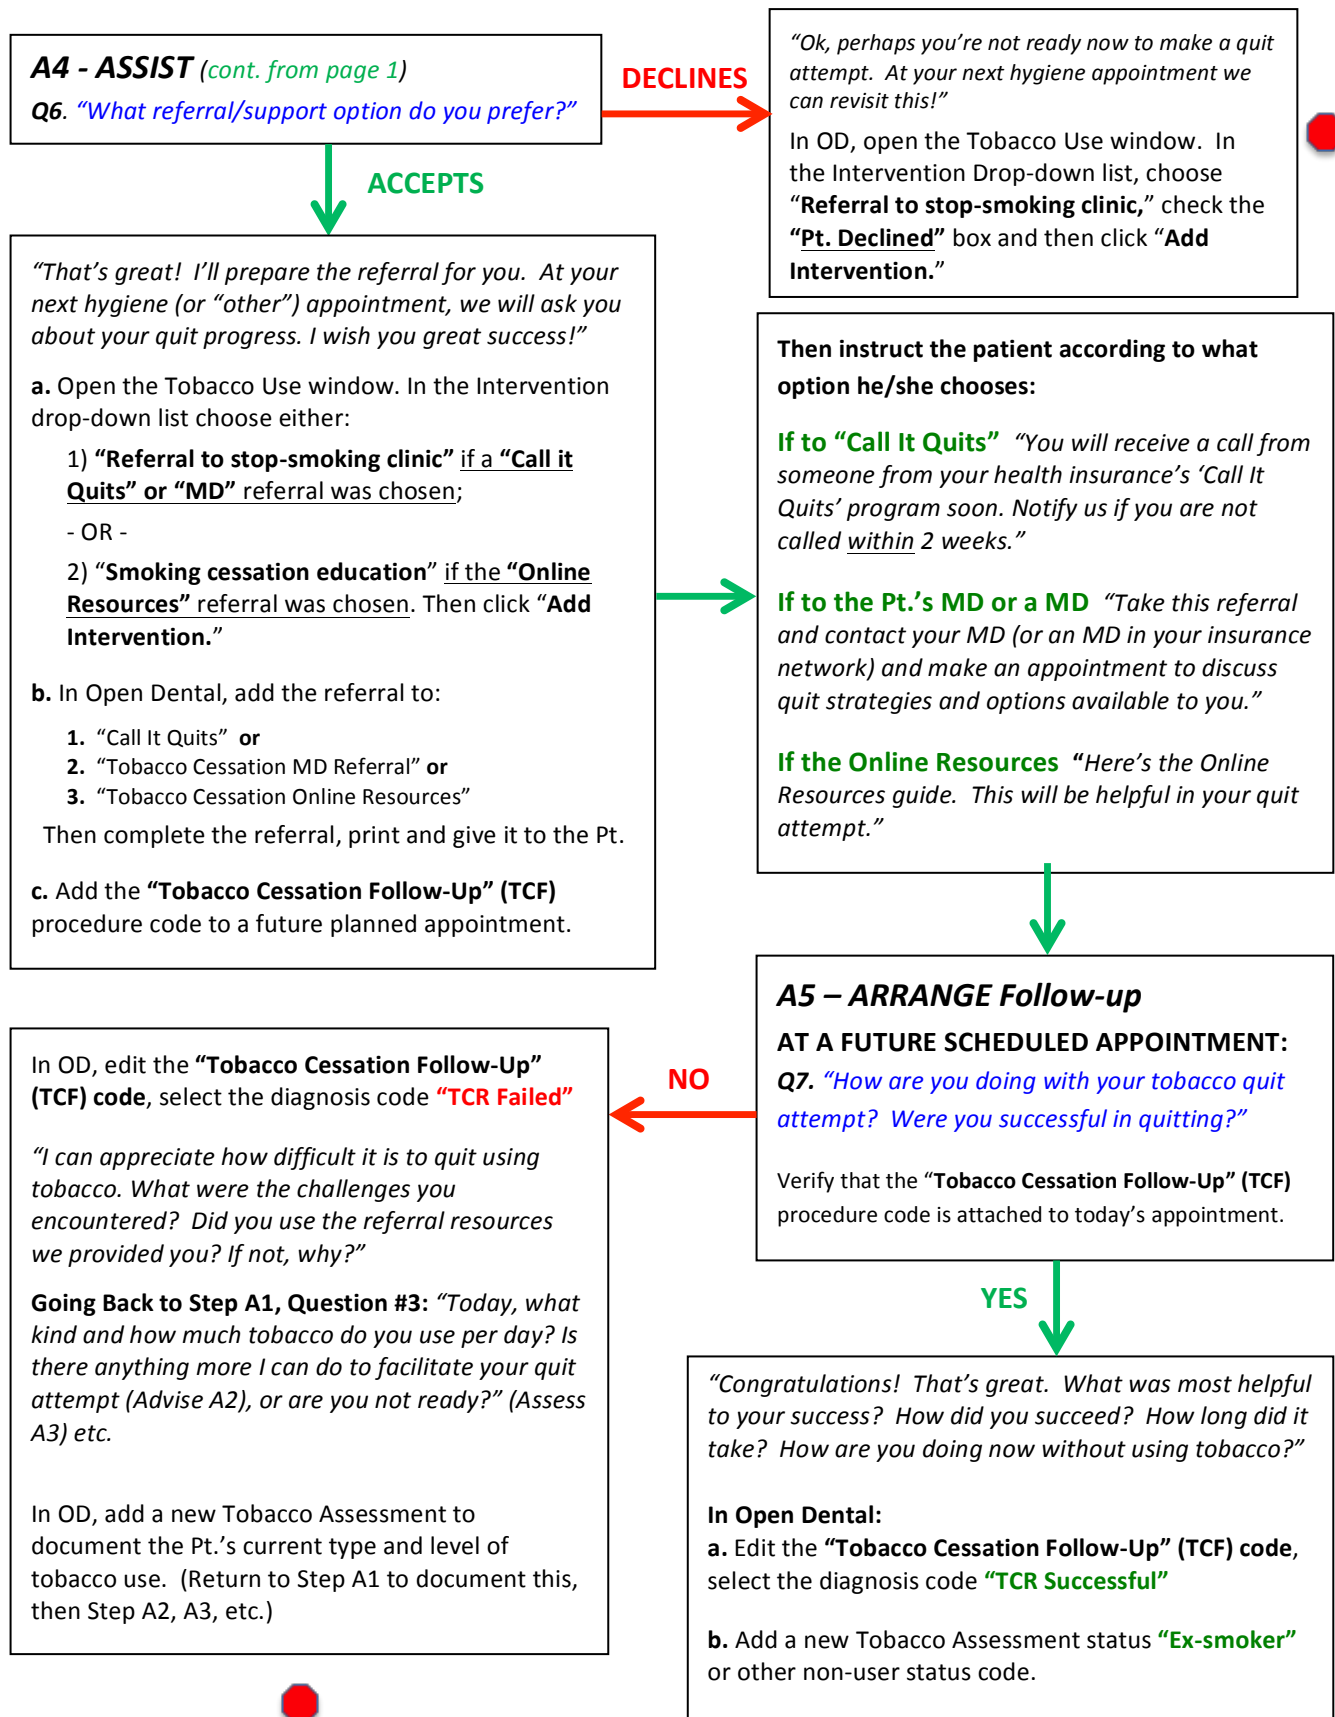 A4 - ASSIST (cont. from page 1)
Q6. “What referral/support option do you prefer?”
DECLINES
“Ok, perhaps you’re not ready now to make a quit
attempt.  At your next hygiene appointment we
can revisit this!”
In OD, open the Tobacco Use window.  In
the Intervention Drop-down list, choose
“Referral to stop-smoking clinic,” check the
“Pt. Declined” box and then click “Add
Intervention.”
ACCEPTS
“That’s great!  I’ll prepare the referral for you.  At your
next hygiene (or “other”) appointment, we will ask you
about your quit progress. I wish you great success!”
a. Open the Tobacco Use window. In the Intervention
drop-down list choose either:
1) “Referral to stop-smoking clinic” if a “Call it
Quits” or “MD” referral was chosen;
- OR -
2) “Smoking cessation education” if the “Online
Resources” referral was chosen. Then click “Add
Intervention.”
b. In Open Dental, add the referral to:
1. “Call It Quits”  or
2. “Tobacco Cessation MD Referral” or
3. “Tobacco Cessation Online Resources”
Then complete the referral, print and give it to the Pt.
c. Add the “Tobacco Cessation Follow-Up” (TCF)
procedure code to a future planned appointment.
Then instruct the patient according to what
option he/she chooses:
If to “Call It Quits”  “You will receive a call from
someone from your health insurance’s ‘Call It
Quits’ program soon. Notify us if you are not
called within 2 weeks.”
If to the Pt.’s MD or a MD  “Take this referral
and contact your MD (or an MD in your insurance
network) and make an appointment to discuss
quit strategies and options available to you.”
If the Online Resources  “Here’s the Online
Resources guide.  This will be helpful in your quit
attempt.”
A5 – ARRANGE Follow-up
AT A FUTURE SCHEDULED APPOINTMENT:
Q7. “How are you doing with your tobacco quit
attempt?  Were you successful in quitting?”
Verify that the “Tobacco Cessation Follow-Up” (TCF)
procedure code is attached to today’s appointment.
NO
In OD, edit the “Tobacco Cessation Follow-Up”
(TCF) code, select the diagnosis code “TCR Failed”
“I can appreciate how difficult it is to quit using
tobacco. What were the challenges you
encountered?  Did you use the referral resources
we provided you? If not, why?”
Going Back to Step A1, Question #3: “Today, what
kind and how much tobacco do you use per day? Is
there anything more I can do to facilitate your quit
attempt (Advise A2), or are you not ready?” (Assess
A3) etc.
In OD, add a new Tobacco Assessment to
document the Pt.’s current type and level of
tobacco use.  (Return to Step A1 to document this,
then Step A2, A3, etc.)
YES
“Congratulations!  That’s great.  What was most helpful
to your success?  How did you succeed?  How long did it
take?  How are you doing now without using tobacco?”
In Open Dental:
a. Edit the “Tobacco Cessation Follow-Up” (TCF) code,
select the diagnosis code “TCR Successful”
b. Add a new Tobacco Assessment status “Ex-smoker”
or other non-user status code.